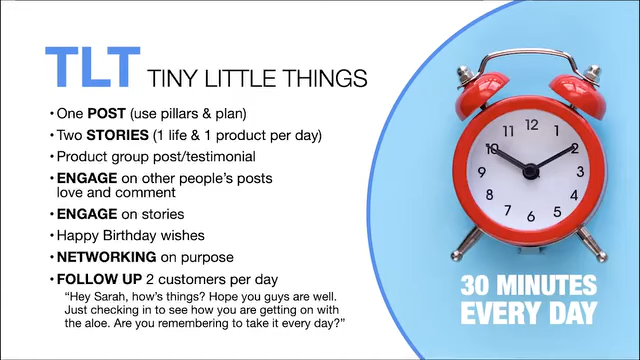 TLT TINY LITTLE THINGS
• One POST (use pillars & plan)
• Two STORIES (1 life & 1 product per day)
• Product group post/testimonial
• ENGAGE on other people's posts
love and comment
• ENGAGE on stories
• Happy Birthday wishes
• NETWORKING on purpose
• FOLLOW UP 2 customers per day
"Hey Sarah, how's things? Hope you guys are well.
Just checking in to see how you are getting on with
the aloe. Are you remembering to take it every day?"
12
11 1
10 2
9 3
8 4
7 5
6
30 MINUTES
EVERY DAY